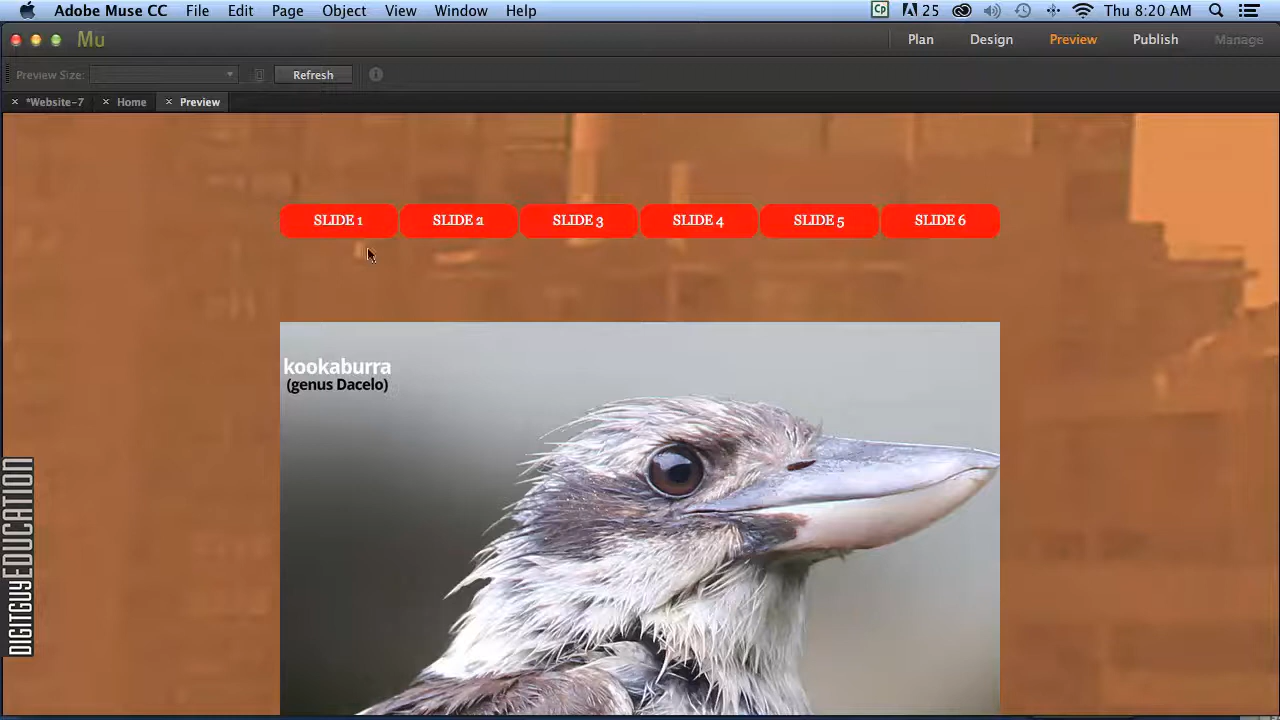 Adobe Muse CC File Edit Page Object View Window Help Cp 25 Thu 8:20 AM
Mu Plan Design Preview Publish Manage
Preview Size: Refresh
*Website-7 Home Preview
SLIDE 1 SLIDE 2 SLIDE 3 SLIDE 4 SLIDE 5 SLIDE 6
kookaburra
(genus Dacelo)
DIGITGUYEDUCATION